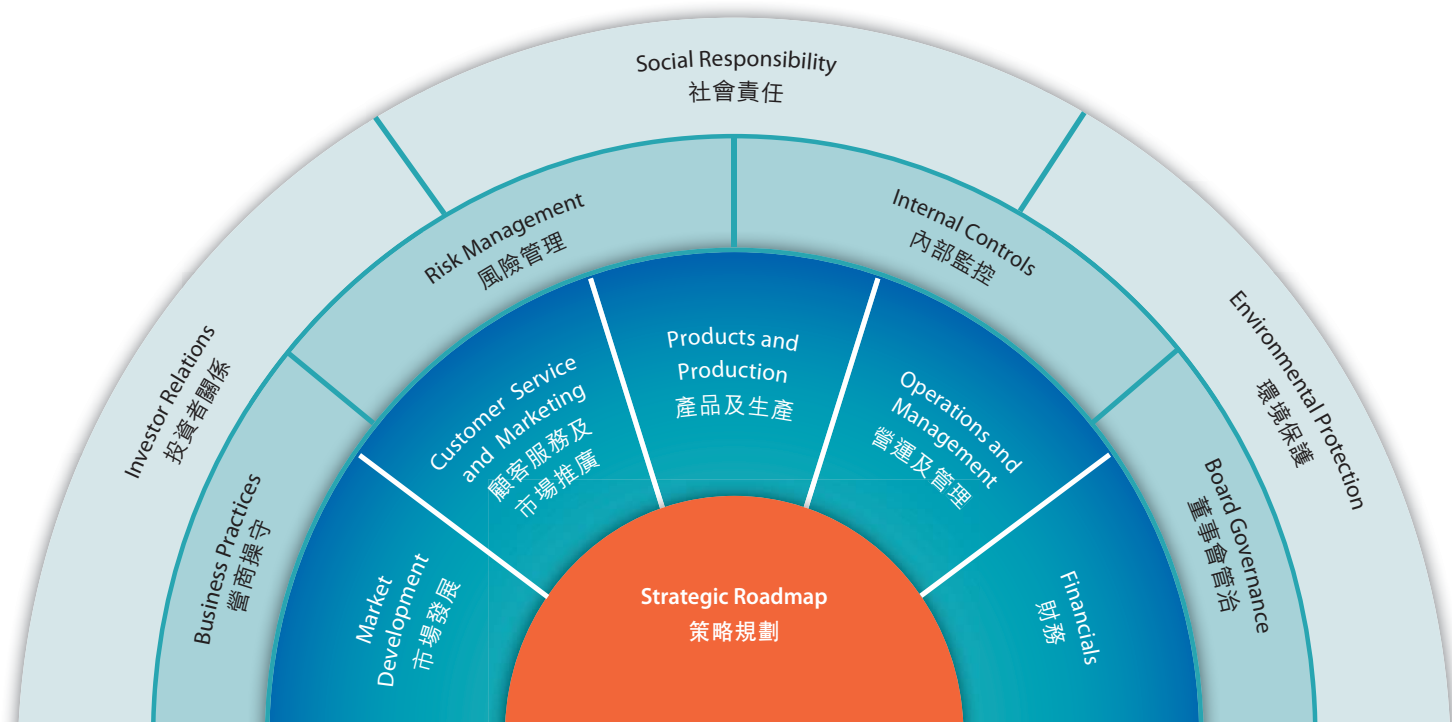 Social Responsibility
社會責任
Investor Relations
投資者關係
Environmental Protection
環境保護
Risk Management
風險管理
Internal Controls
內部監控
Business Practices
營商操守
Board Governance
董事會管治
Market
Development
市場發展
Customer Service
and Marketing
顧客服務及
市場推廣
Products and
Production
產品及生產
Operations and
Management
營運及管理
Financials
財務
Strategic Roadmap
策略規劃